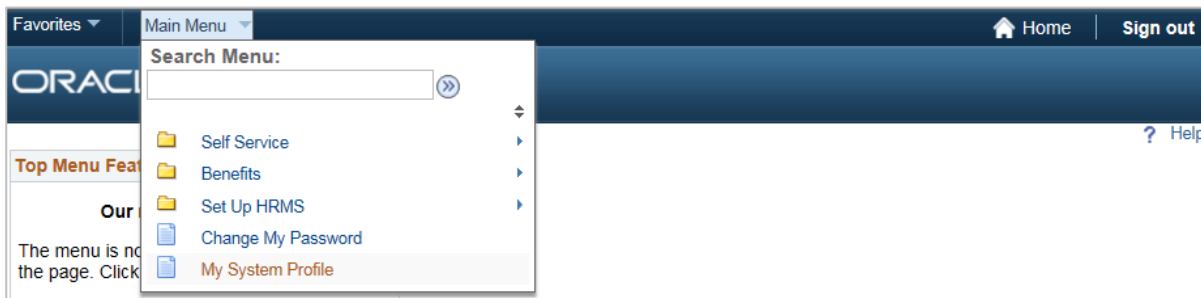 Favorites Main Menu Home Sign out
Search Menu:
ORACL
Self Service
? Help
Top Menu Feat
Benefits
Our
Set Up HRMS
Change My Password
The menu is no
the page. Click
My System Profile